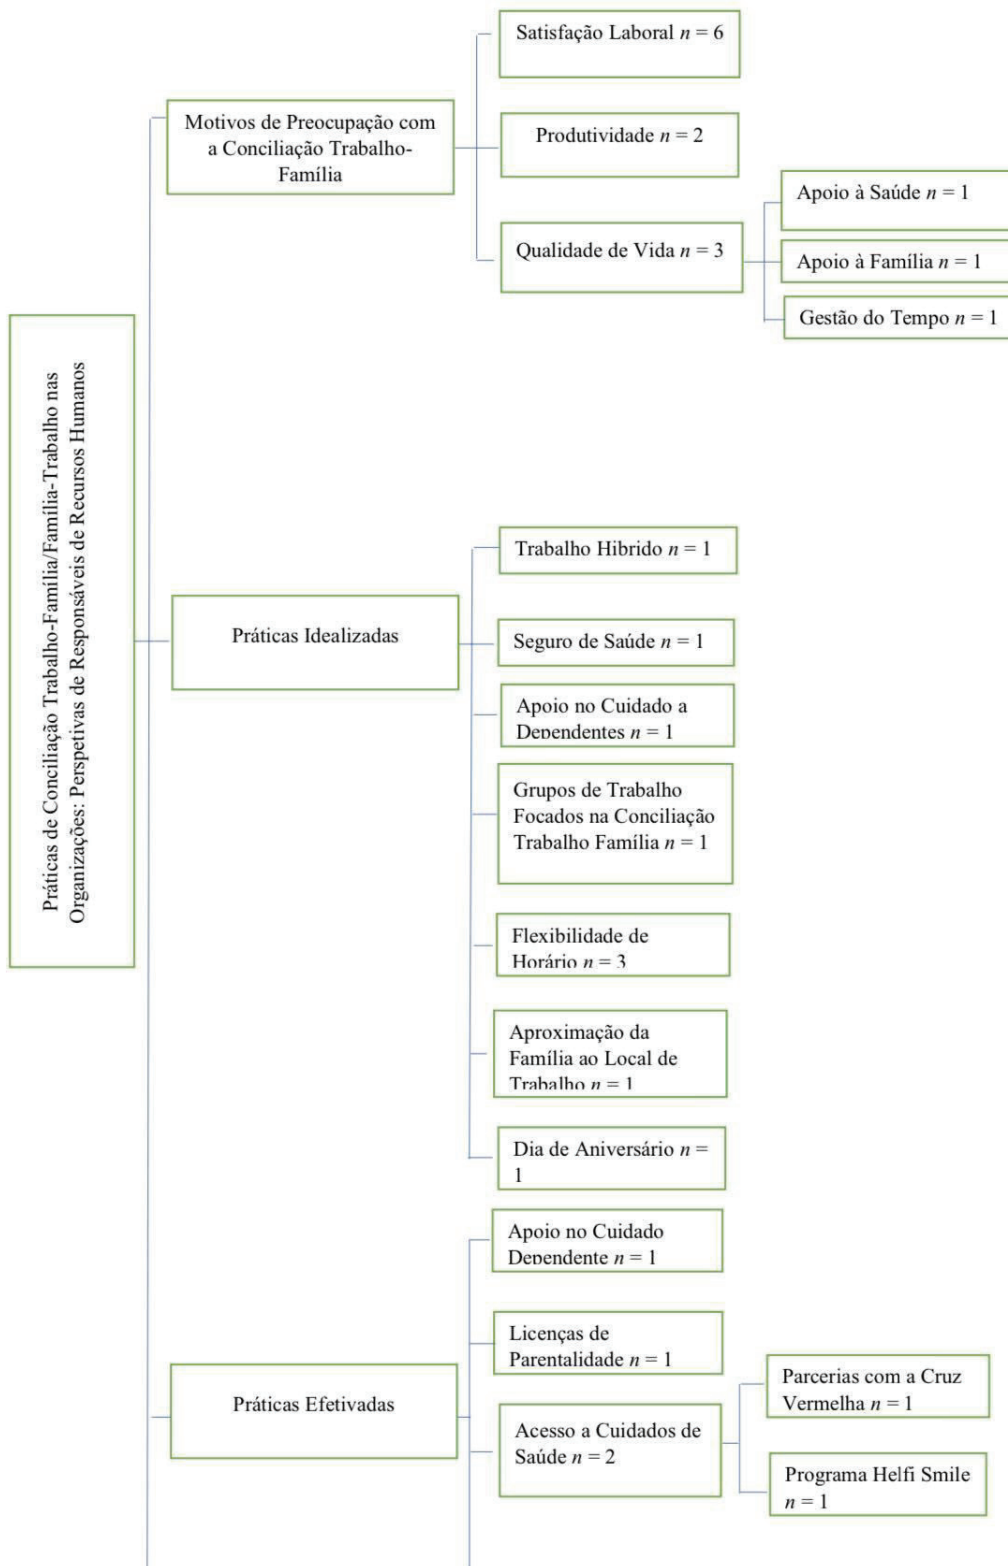 Práticas de Conciliação Trabalho-Família/Família-Trabalho nas
Organizações: Perspetivas de Responsáveis de Recursos Humanos
Motivos de Preocupação com
a Conciliação Trabalho-
Família
Satisfação Laboral n = 6
Produtividade n = 2
Qualidade de Vida n = 3
Apoio à Saúde n = 1
Apoio à Família n = 1
Gestão do Tempo n = 1
Práticas Idealizadas
Trabalho Hibrido n = 1
Seguro de Saúde n = 1
Apoio no Cuidado a
Dependentes n = 1
Grupos de Trabalho
Focados na Conciliação
Trabalho Família n = 1
Flexibilidade de
Horário n = 3
Aproximação da
Família ao Local de
Trabalho n = 1
Dia de Aniversário n =
1
Práticas Efetivadas
Apoio no Cuidado
Dependente n = 1
Licenças de
Parentalidade n = 1
Acesso a Cuidados de
Saúde n = 2
Parcerias com a Cruz
Vermelha n = 1
Programa Helfi Smile
n = 1